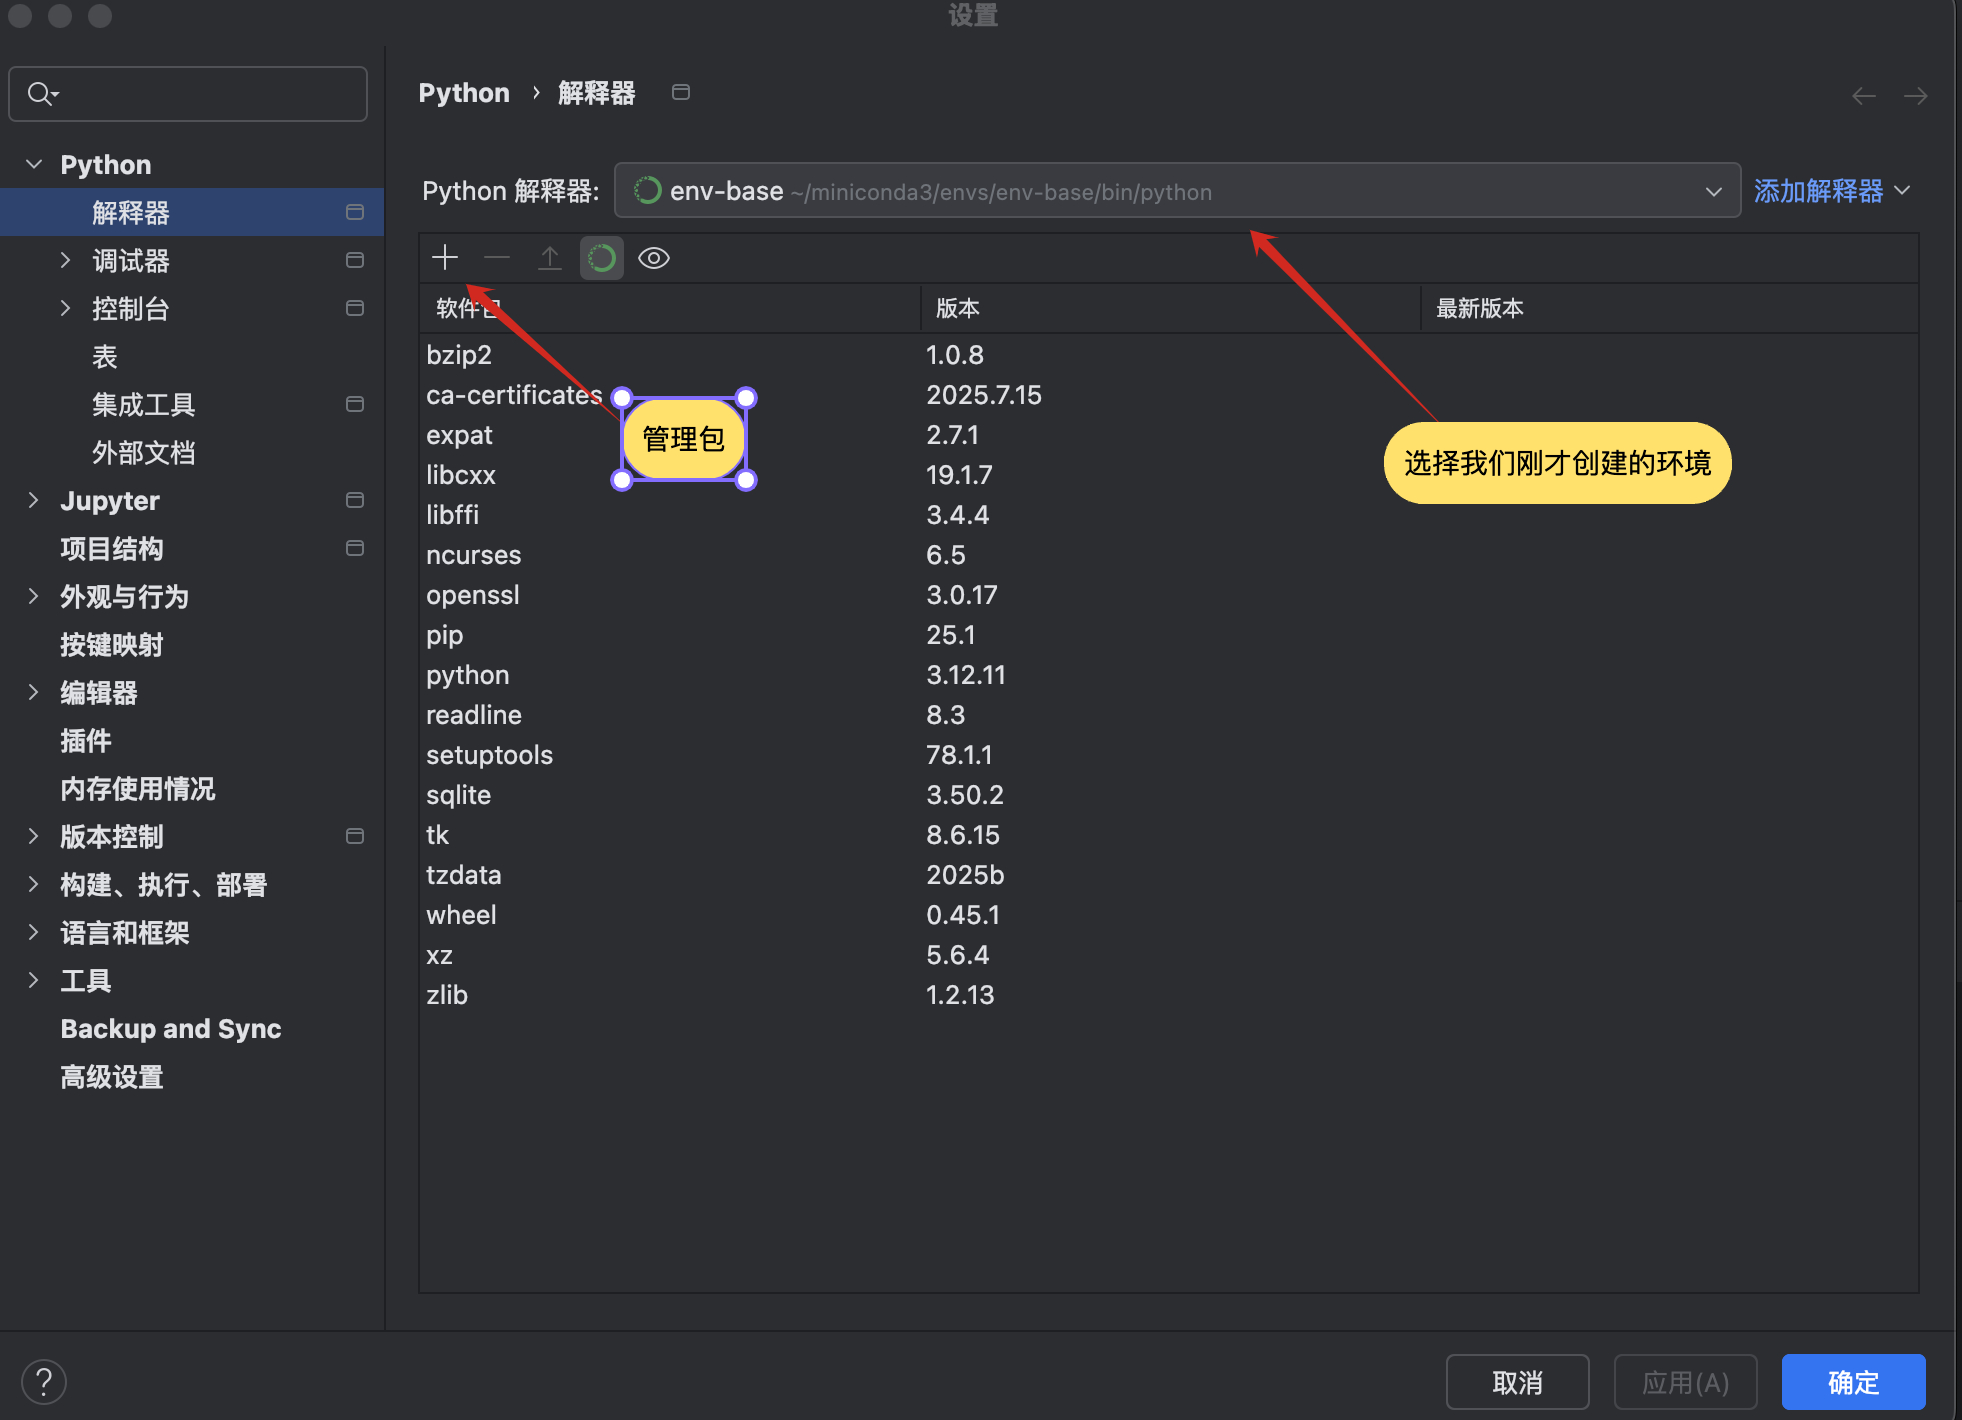 设置
Python
解释器
调试器
控制台
表
集成工具
外部文档
Jupyter
项目结构
外观与行为
按键映射
编辑器
插件
内存使用情况
版本控制
构建、执行、部署
语言和框架
工具
Backup and Sync
高级设置
Python › 解释器
Python 解释器: env-base ~/miniconda3/envs/env-base/bin/python 添加解释器
软件包 版本 最新版本
bzip2 1.0.8
ca-certificates 2025.7.15
expat 2.7.1
libcxx 19.1.7
libffi 3.4.4
ncurses 6.5
openssl 3.0.17
pip 25.1
python 3.12.11
readline 8.3
setuptools 78.1.1
sqlite 3.50.2
tk 8.6.15
tzdata 2025b
wheel 0.45.1
xz 5.6.4
zlib 1.2.13
管理包
选择我们刚才创建的环境
? 取消 应用(A) 确定